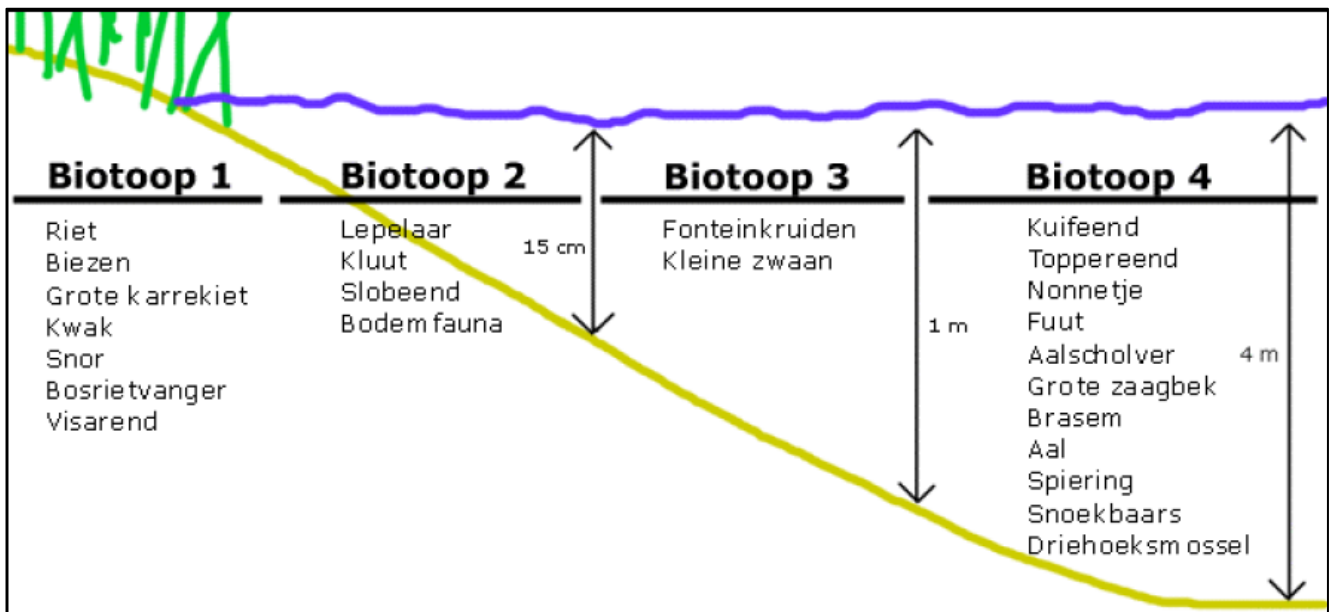 Biotoop 1
Riet
Biezen
Grote karrekiet
Kwak
Snor
Bosrietvanger
Visarend
Biotoop 2
Lepelaar
Kluut
Slobeend
Bodemfauna
15 cm
Biotoop 3
Fonteinkruiden
Kleine zwaan
1 m
Biotoop 4
Kuifeend
Toppereend
Nonnetje
Fuut
Aalscholver
Grote zaagbek
Brasem
Aal
Spiering
Snoekbaars
Driehoeksmossel
4 m